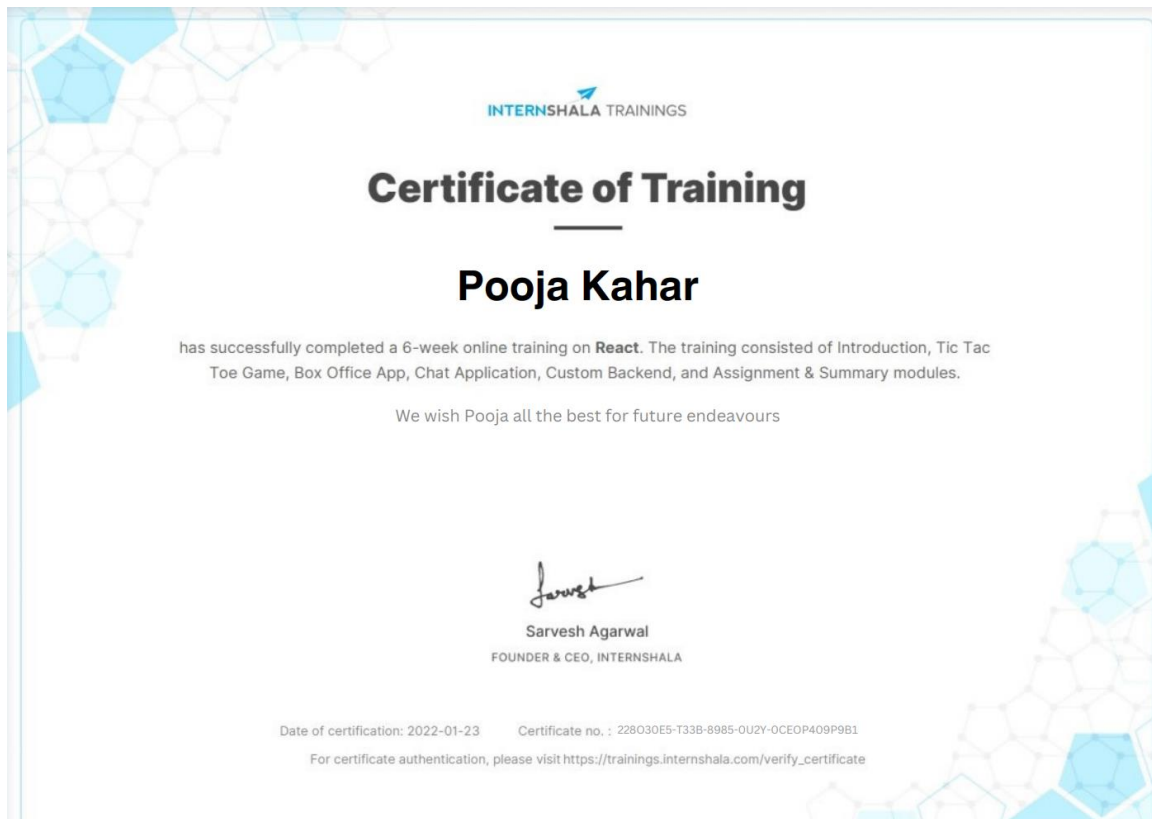 INTERNSHALA TRAININGS
Certificate of Training
Pooja Kahar
has successfully completed a 6-week online training on React. The training consisted of Introduction, Tic Tac
Toe Game, Box Office App, Chat Application, Custom Backend, and Assignment & Summary modules.
We wish Pooja all the best for future endeavours
Sarvesh Agarwal
FOUNDER & CEO, INTERNSHALA
Date of certification: 2022-01-23 Certificate no. : 228O30E5-T33B-8985-0U2Y-0CEOP409P9B1
For certificate authentication, please visit https://trainings.internshala.com/verify_certificate